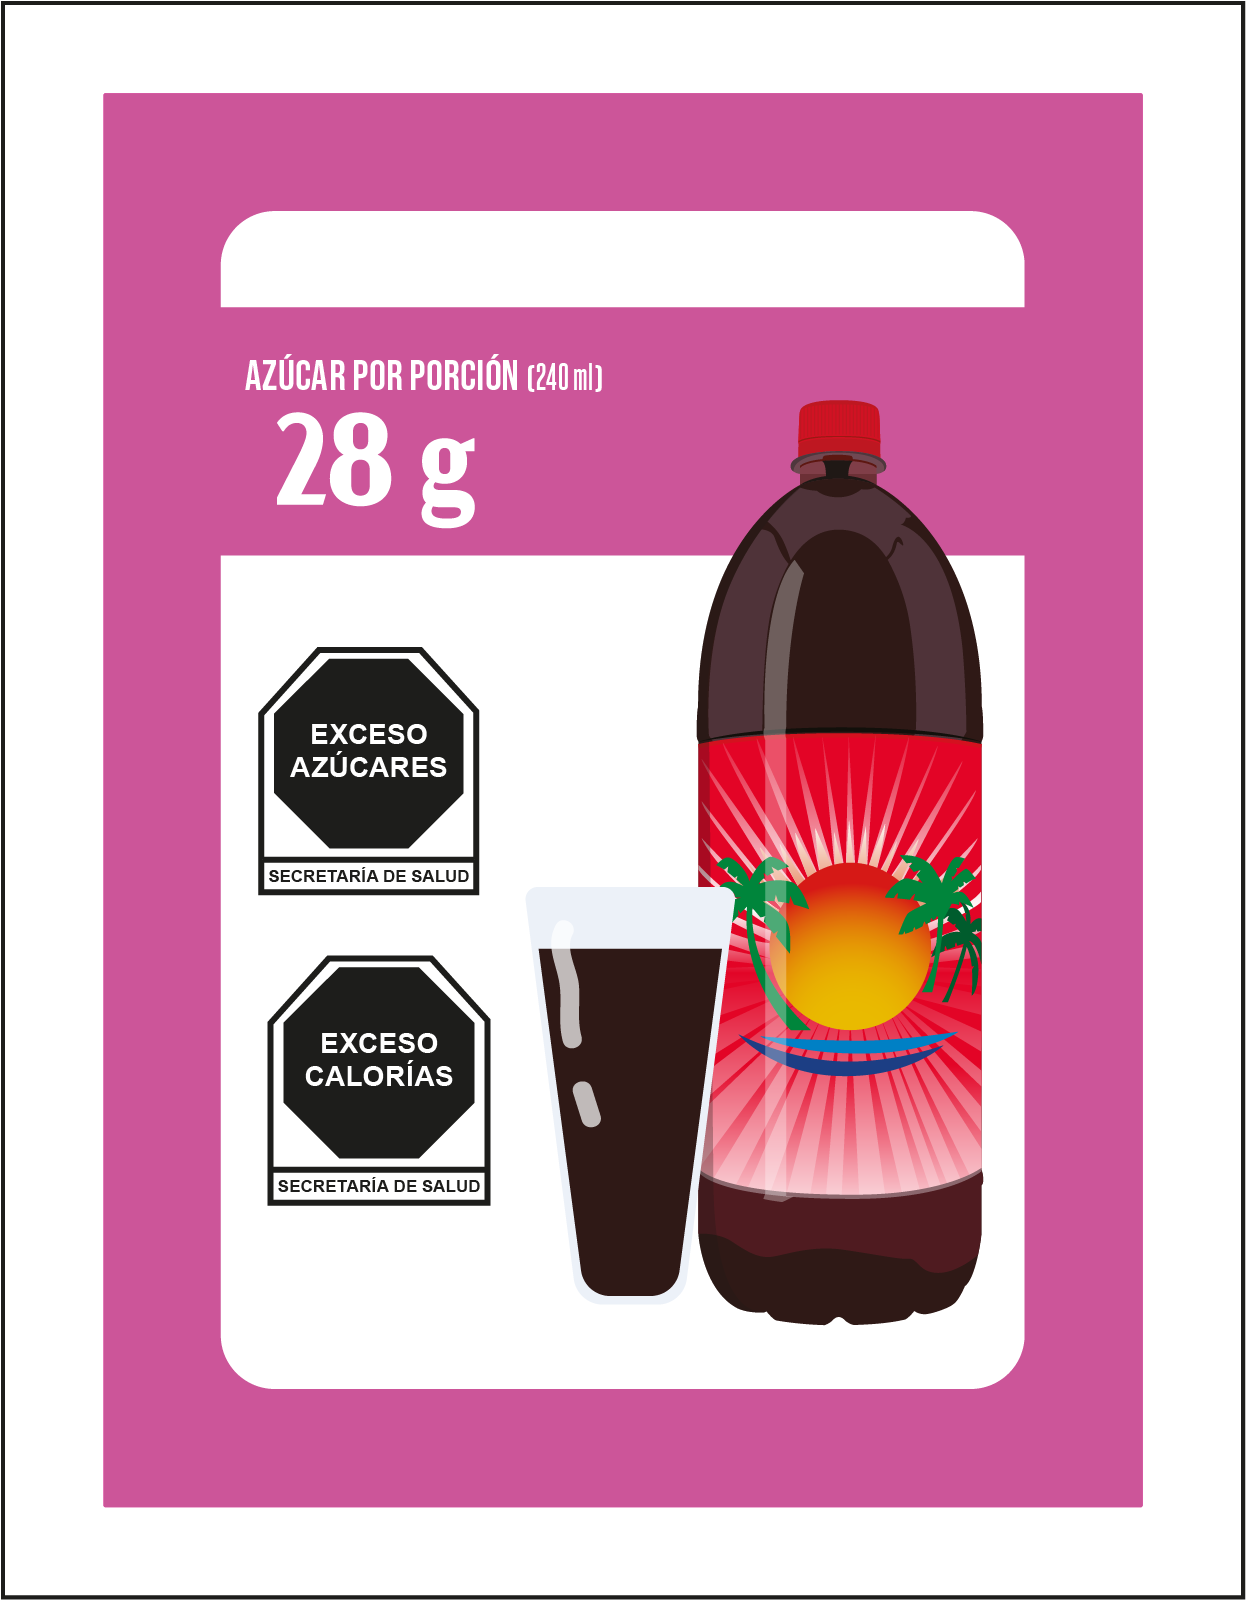 AZÚCAR POR PORCIÓN (240 ml)
28 g
EXCESO
AZÚCARES
SECRETARÍA DE SALUD
EXCESO
CALORÍAS
SECRETARÍA DE SALUD